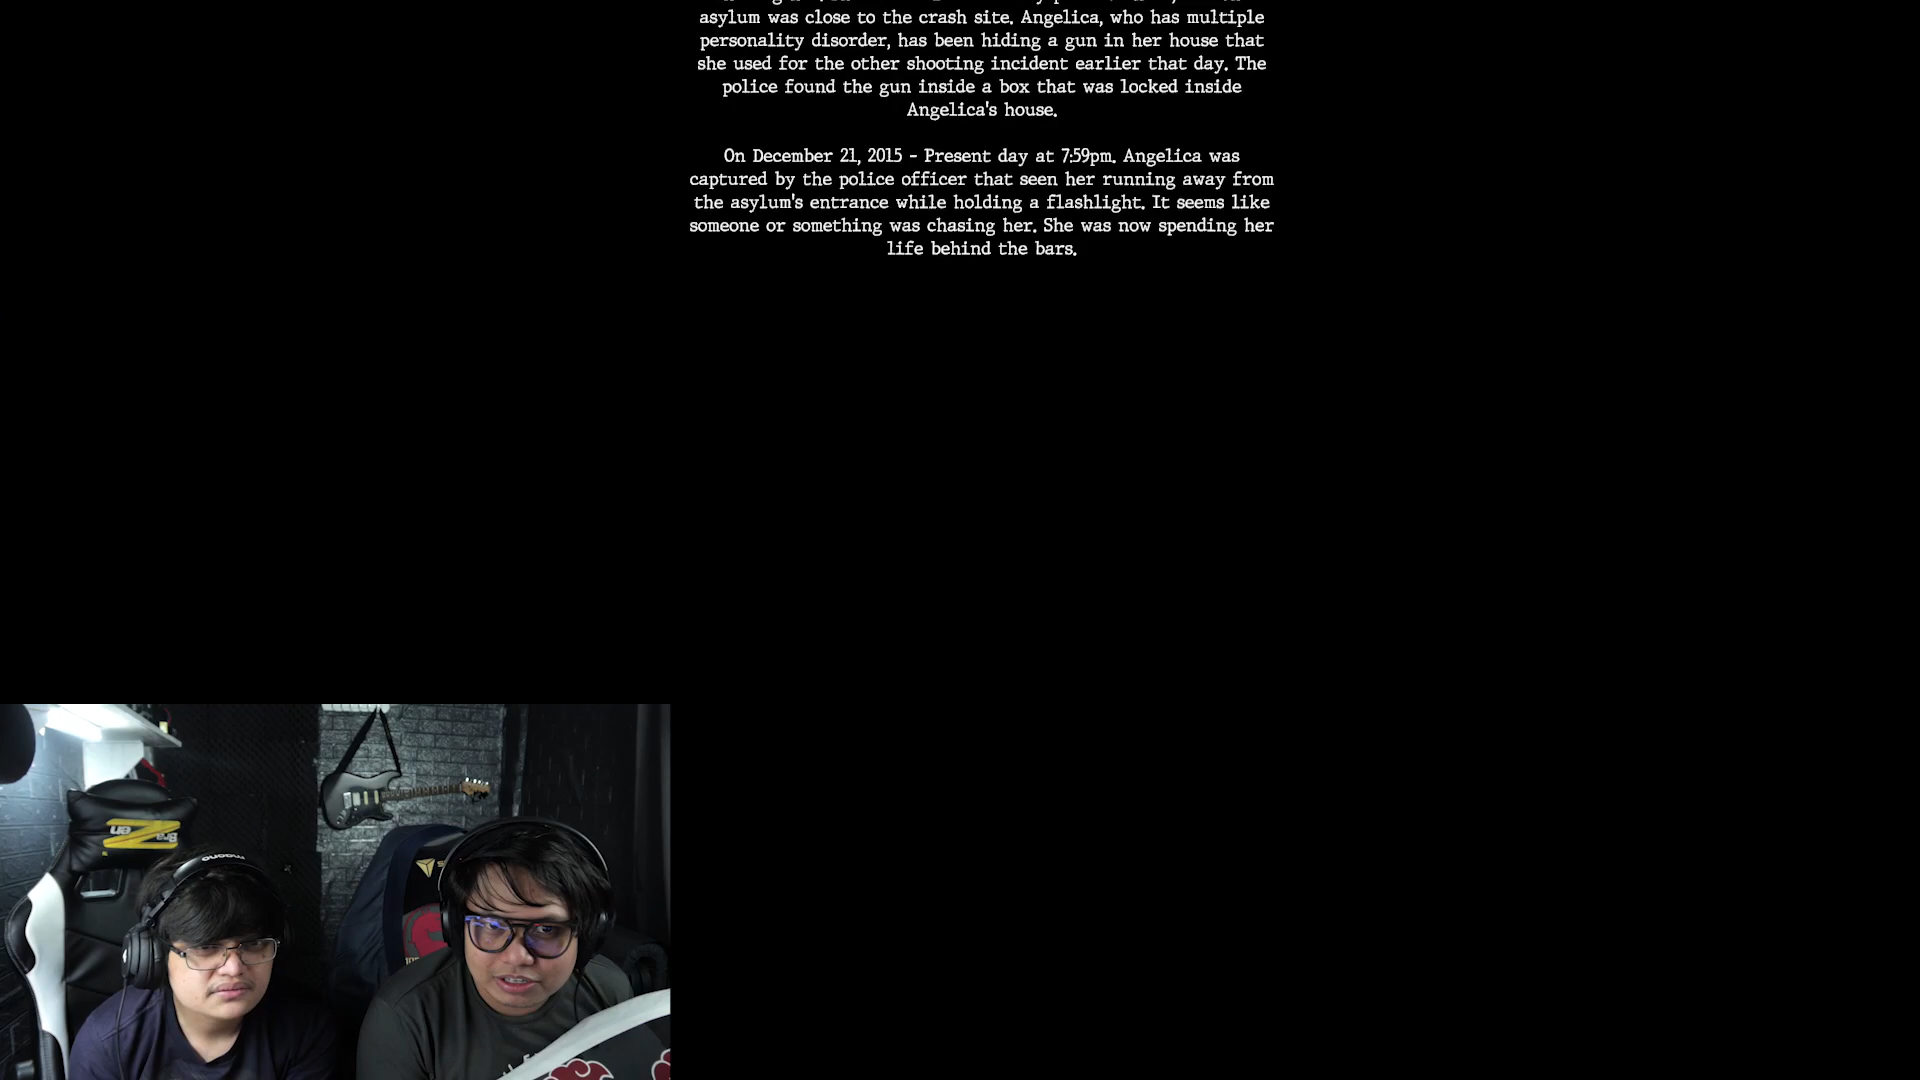 asylum was close to the crash site. Angelica, who has multiple
personality disorder, has been hiding a gun in her house that
she used for the other shooting incident earlier that day. The
police found the gun inside a box that was locked inside
Angelica's house.
On December 21, 2015 - Present day at 7:59pm. Angelica was
captured by the police officer that seen her running away from
the asylum's entrance while holding a flashlight. It seems like
someone or something was chasing her. She was now spending her
life behind the bars.